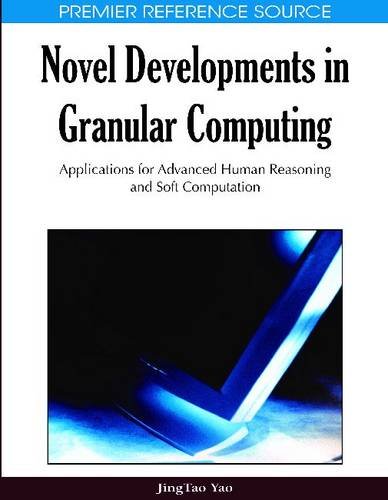 PREMIER REFERENCE SOURCE
Novel Developments in
Granular Computing
Applications for Advanced Human Reasoning
and Soft Computation
JingTao Yao